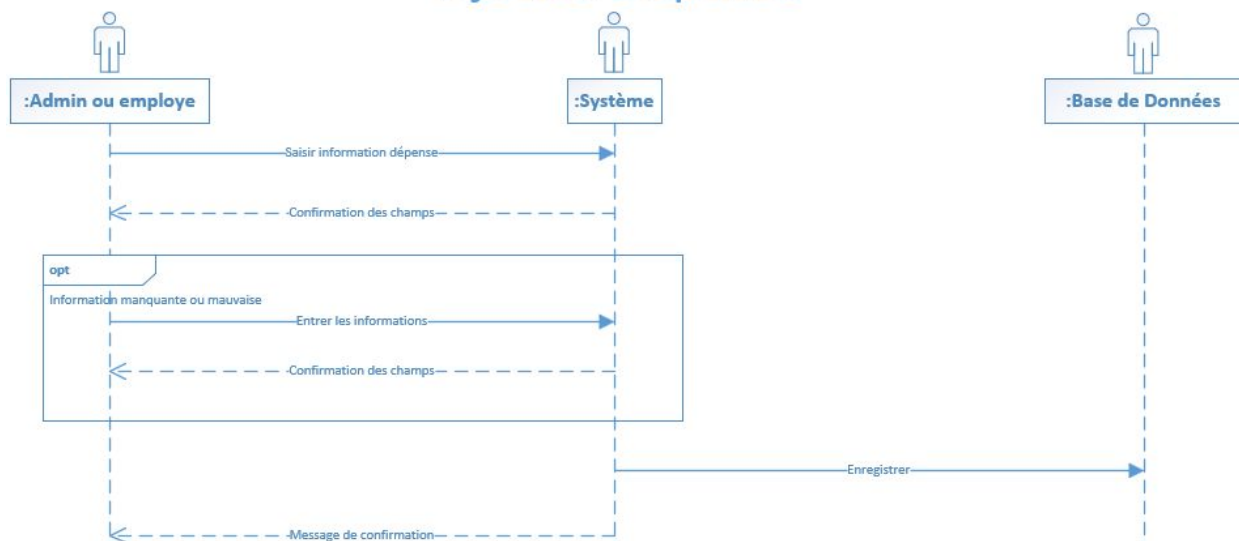 :Admin ou employe
:Système
:Base de Données
Saisir information dépense
Confirmation des champs
opt
Information manquante ou mauvaise
Entrer les informations
Confirmation des champs
Enregistrer
Message de confirmation